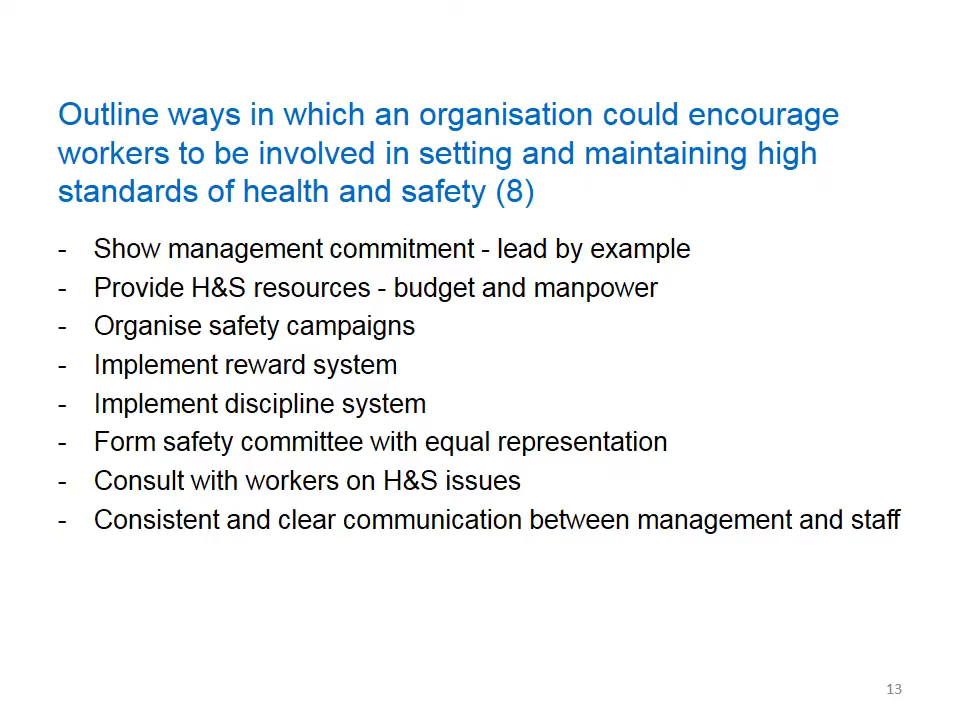 Outline ways in which an organisation could encourage
workers to be involved in setting and maintaining high
standards of health and safety (8)
- Show management commitment - lead by example
- Provide H&S resources - budget and manpower
- Organise safety campaigns
- Implement reward system
- Implement discipline system
- Form safety committee with equal representation
- Consult with workers on H&S issues
- Consistent and clear communication between management and staff
13